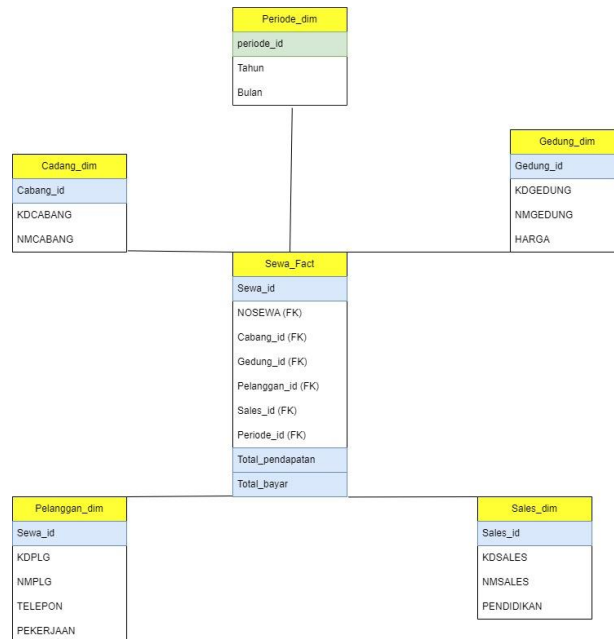 Periode_dim
periode_id
Tahun
Bulan
Cadang_dim
Cabang_id
KDCABANG
NMCABANG
Gedung_dim
Gedung_id
KDGEDUNG
NMGEDUNG
HARGA
Sewa_Fact
Sewa_id
NOSEWA (FK)
Cabang_id (FK)
Gedung_id (FK)
Pelanggan_id (FK)
Sales_id (FK)
Periode_id (FK)
Total_pendapatan
Total_bayar
Pelanggan_dim
Sewa_id
KDPLG
NMPLG
TELEPON
PEKERJAAN
Sales_dim
Sales_id
KDSALES
NMSALES
PENDIDIKAN